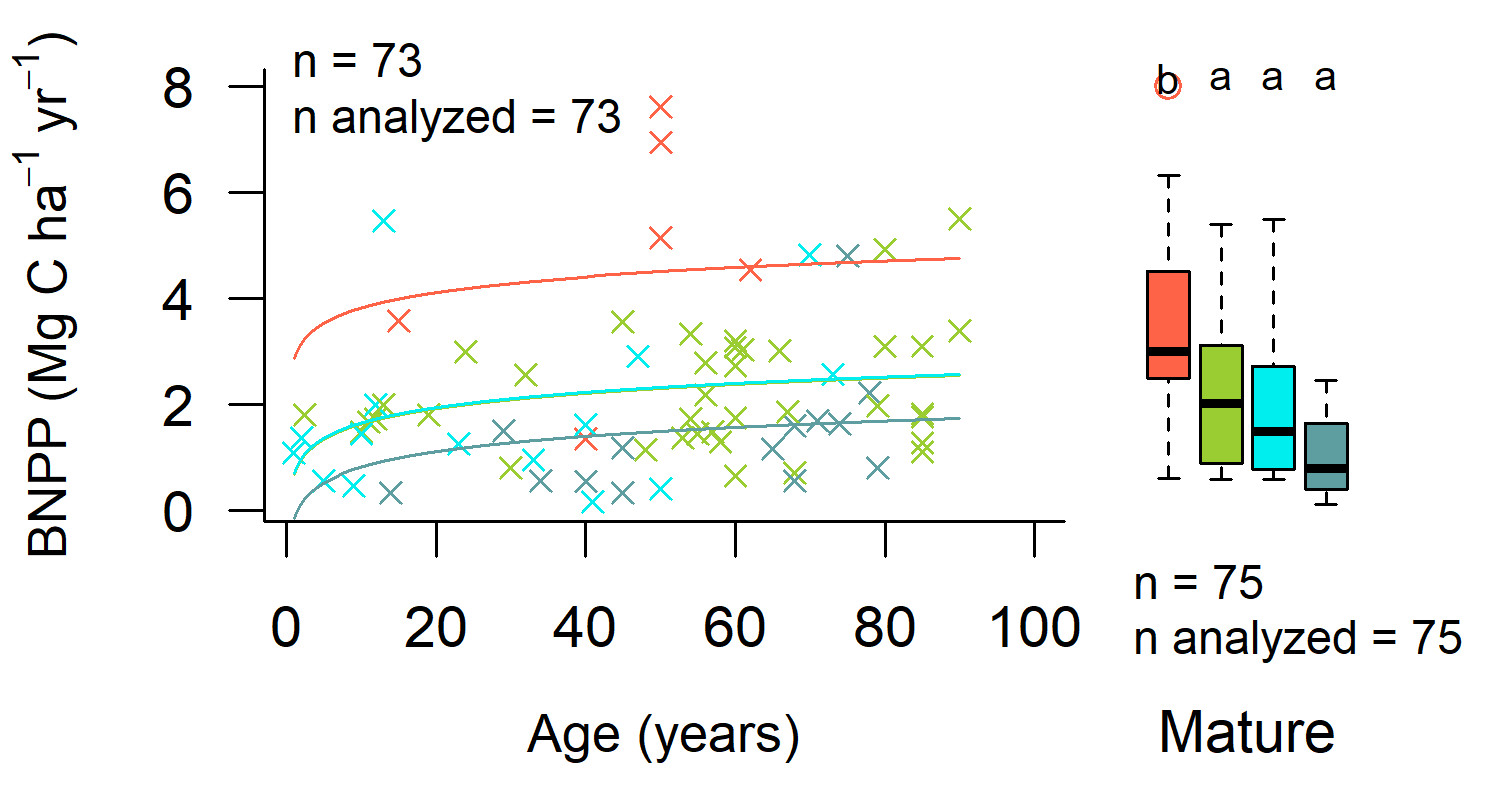 n = 73
n analyzed = 73
BNPP (Mg C ha⁻¹ yr⁻¹)
8
6
4
2
0
0 20 40 60 80 100
Age (years)
b a a a
n = 75
n analyzed = 75
Mature